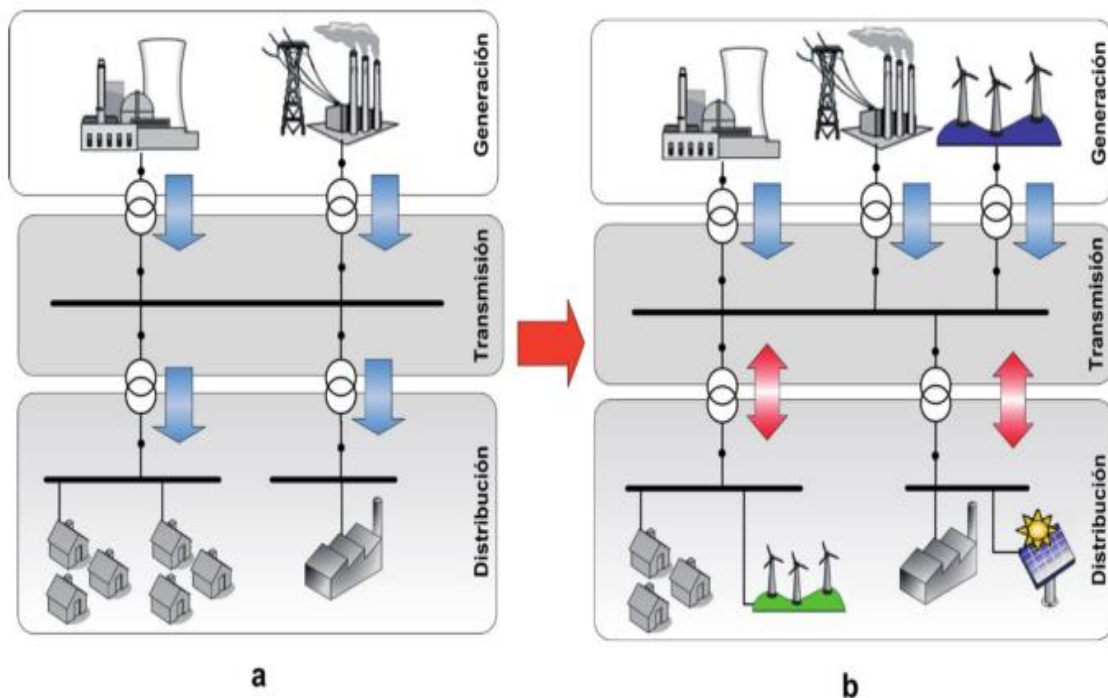 Generación
Transmisión
Distribución
a
Generación
Transmisión
Distribución
b